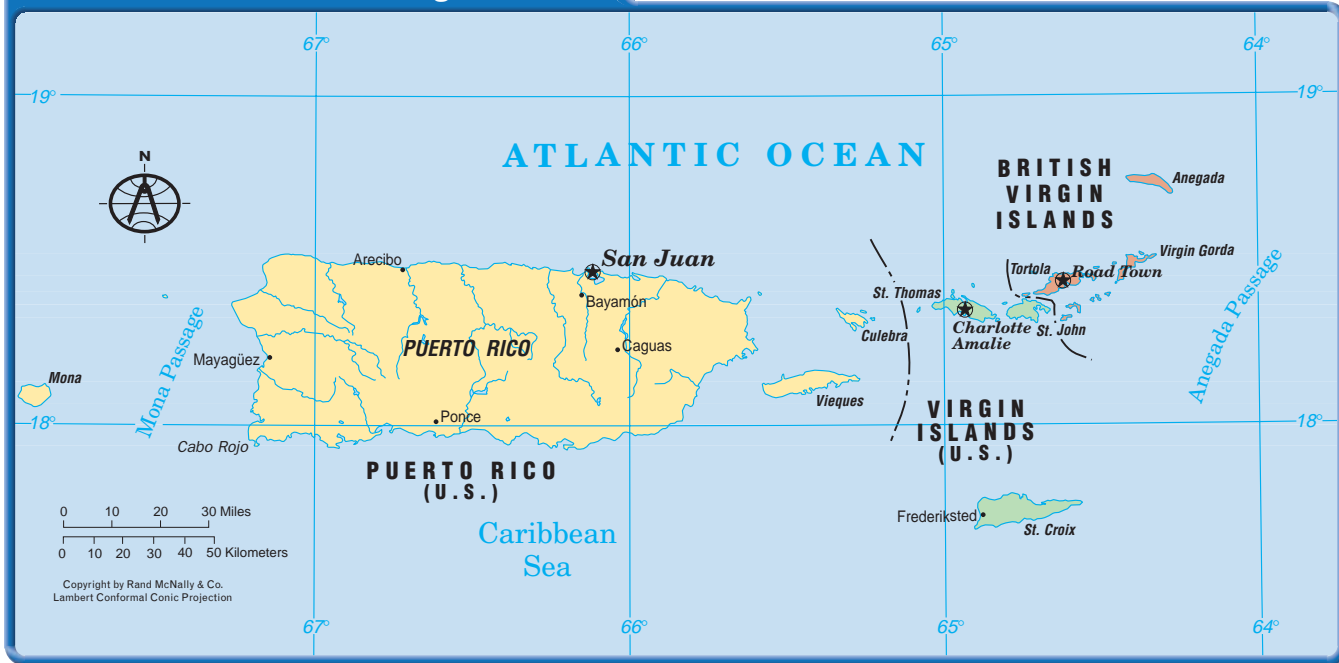 67°
66°
65°
64°
19°
19°
ATLANTIC OCEAN
N
BRITISH
VIRGIN
ISLANDS
Anegada
Virgin Gorda
Tortola
Road Town
Anegada Passage
Arecibo
San Juan
Bayamón
St. Thomas
Culebra
Charlotte
Amalie
St. John
Mayagüez
PUERTO RICO
Caguas
Mona
Mona Passage
Vieques
Ponce
18°
18°
Cabo Rojo
VIRGIN
ISLANDS
(U.S.)
PUERTO RICO
(U.S.)
Frederiksted
St. Croix
Caribbean
Sea
0 10 20 30 Miles
0 10 20 30 40 50 Kilometers
Copyright by Rand McNally & Co.
Lambert Conformal Conic Projection
67°
66°
65°
64°